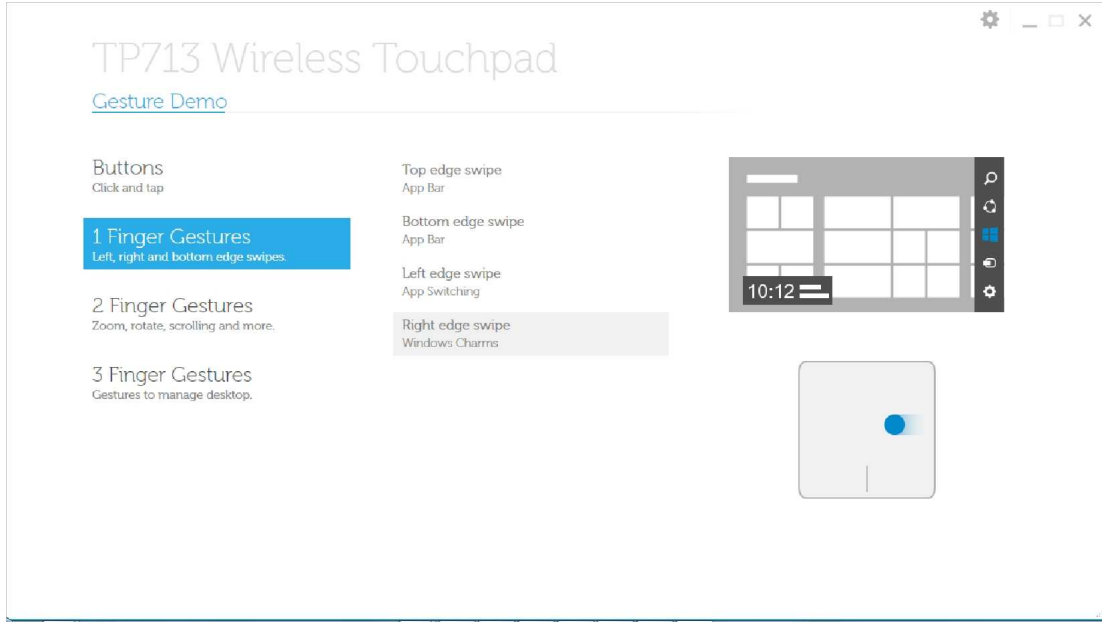 TP713 Wireless Touchpad
Gesture Demo
Buttons
Click and tap
1 Finger Gestures
Left, right and bottom edge swipes.
2 Finger Gestures
Zoom, rotate, scrolling and more.
3 Finger Gestures
Gestures to manage desktop.
Top edge swipe
App Bar
Bottom edge swipe
App Bar
Left edge swipe
App Switching
Right edge swipe
Windows Charms
10:12